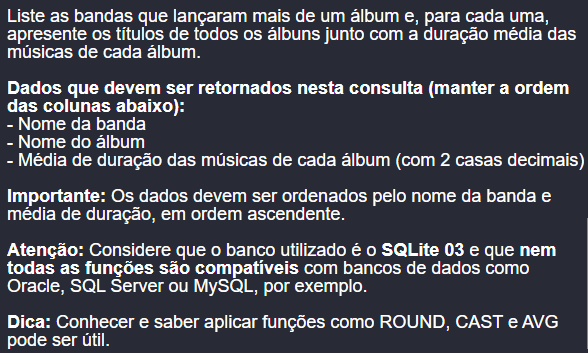 Liste as bandas que lançaram mais de um álbum e, para cada uma,
apresente os títulos de todos os álbuns junto com a duração média das
músicas de cada álbum.
Dados que devem ser retornados nesta consulta (manter a ordem
das colunas abaixo):
- Nome da banda
- Nome do álbum
- Média de duração das músicas de cada álbum (com 2 casas decimais)
Importante: Os dados devem ser ordenados pelo nome da banda e
média de duração, em ordem ascendente.
Atenção: Considere que o banco utilizado é o SQLite 03 e que nem
todas as funções são compatíveis com bancos de dados como
Oracle, SQL Server ou MySQL, por exemplo.
Dica: Conhecer e saber aplicar funções como ROUND, CAST e AVG
pode ser útil.